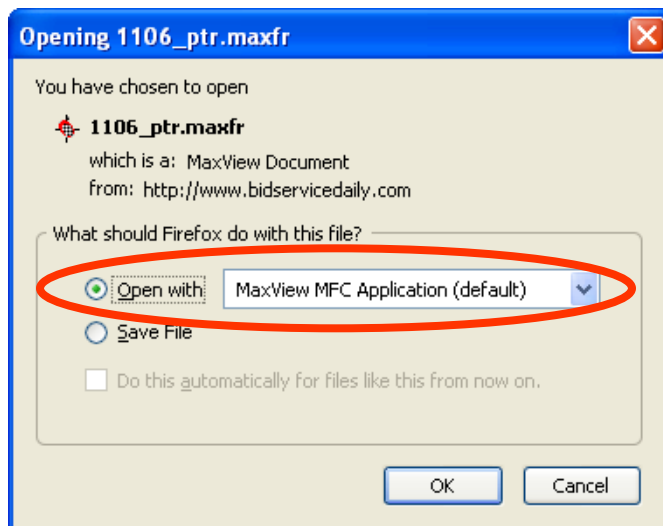 Opening 1106_ptr.maxfr
You have chosen to open
1106_ptr.maxfr
which is a: MaxView Document
from: http://www.bidservicedaily.com
What should Firefox do with this file?
Open with MaxView MFC Application (default)
Save File
Do this automatically for files like this from now on.
OK Cancel